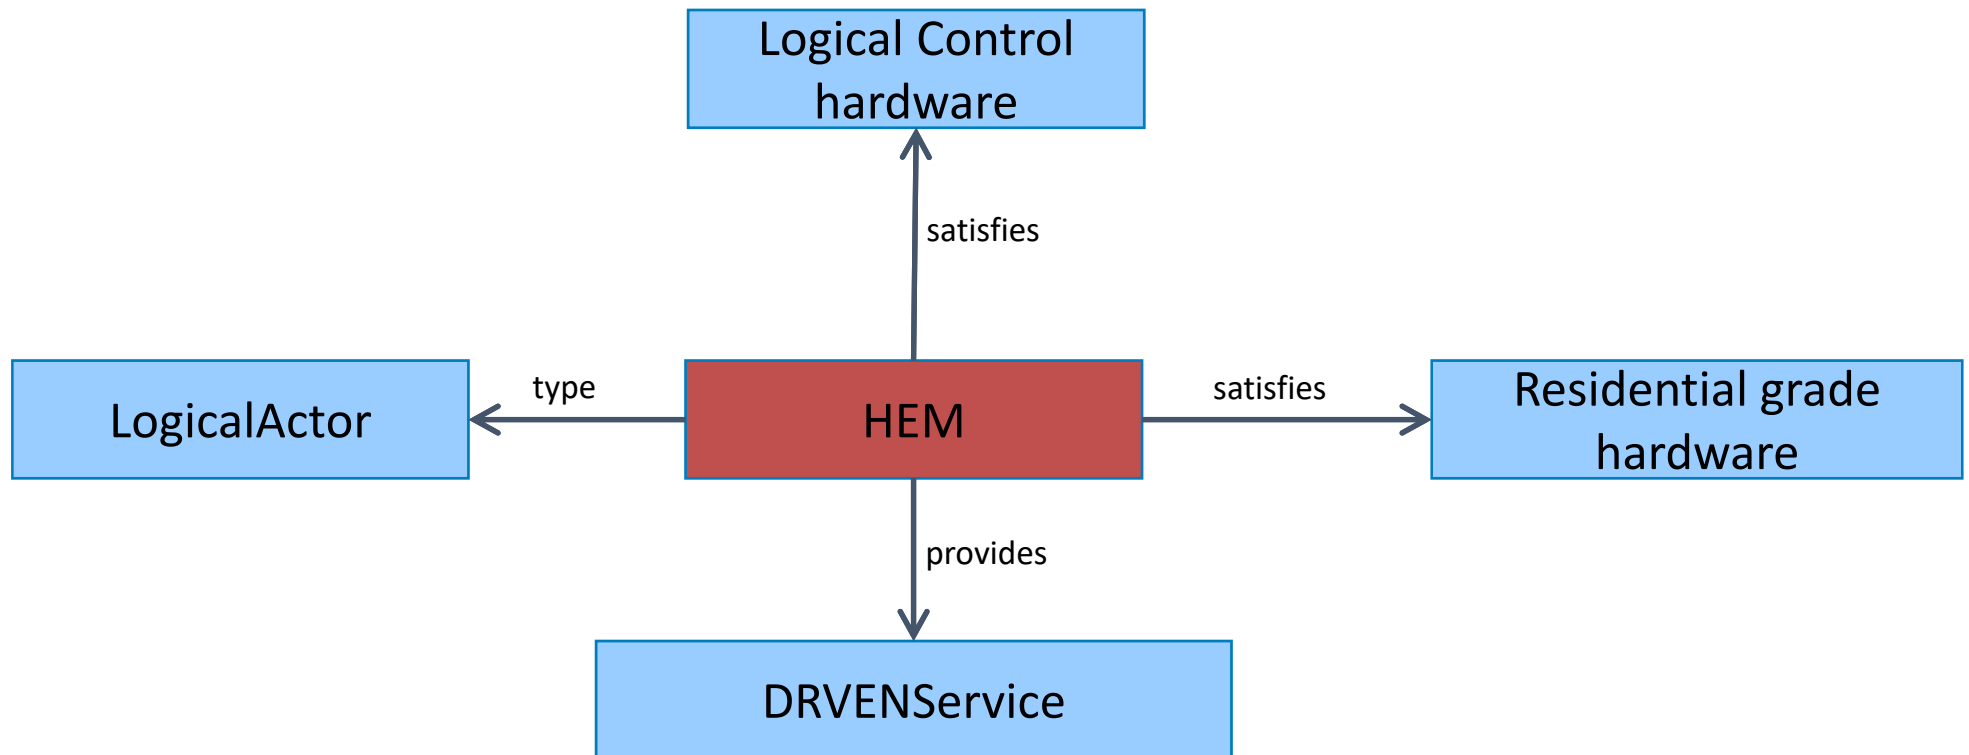 Logical Control
hardware
satisfies
LogicalActor
type
HEM
satisfies
Residential grade
hardware
provides
DRVENService